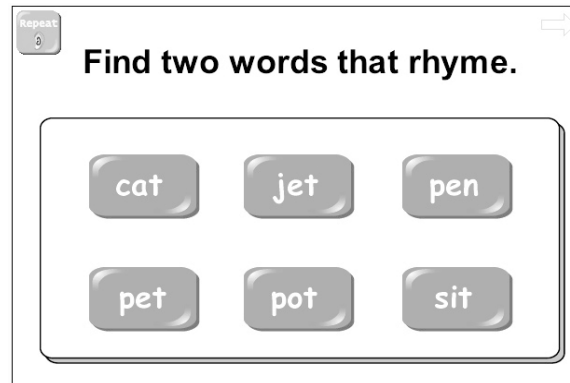 Repeat
Find two words that rhyme.
cat jet pen
pet pot sit